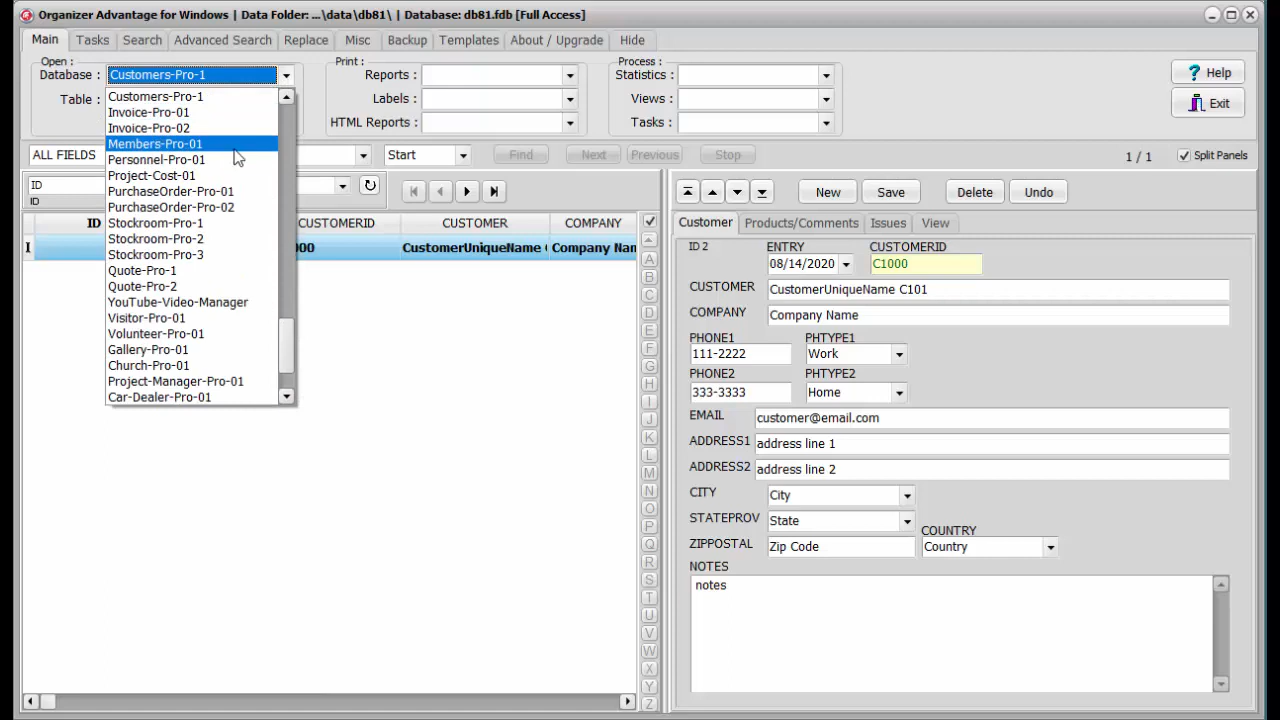 Organizer Advantage for Windows | Data Folder: ...\data\db81\ | Database: db81.fdb [Full Access]
Main Tasks Search Advanced Search Replace Misc Backup Templates About / Upgrade Hide
Open : Print : Process :
Database : Customers-Pro-1 Reports : Statistics : Help
Table : Labels : Views : Exit
HTML Reports : Tasks :
Customers-Pro-1
Invoice-Pro-01
Invoice-Pro-02
Members-Pro-01
Personnel-Pro-01
Project-Cost-01
PurchaseOrder-Pro-01
PurchaseOrder-Pro-02
Stockroom-Pro-1
Stockroom-Pro-2
Stockroom-Pro-3
Quote-Pro-1
Quote-Pro-2
YouTube-Video-Manager
Visitor-Pro-01
Volunteer-Pro-01
Gallery-Pro-01
Church-Pro-01
Project-Manager-Pro-01
Car-Dealer-Pro-01
ALL FIELDS Start Find Next Previous Stop 1 / 1 Split Panels
ID
ID
New Save Delete Undo
ID CUSTOMERID CUSTOMER COMPANY
I 00 CustomerUniqueName ( Company Nan
A
B
C
D
E
F
G
H
I
J
K
L
M
N
O
P
Q
R
S
T
U
V
W
X
Y
Z
Customer Products/Comments Issues View
ID 2 ENTRY CUSTOMERID
08/14/2020 C1000
CUSTOMER CustomerUniqueName C101
COMPANY Company Name
PHONE1 PHTYPE1
111-2222 Work
PHONE2 PHTYPE2
333-3333 Home
EMAIL customer@email.com
ADDRESS1 address line 1
ADDRESS2 address line 2
CITY City
STATEPROV State
COUNTRY
ZIPPOSTAL Zip Code Country
NOTES
notes